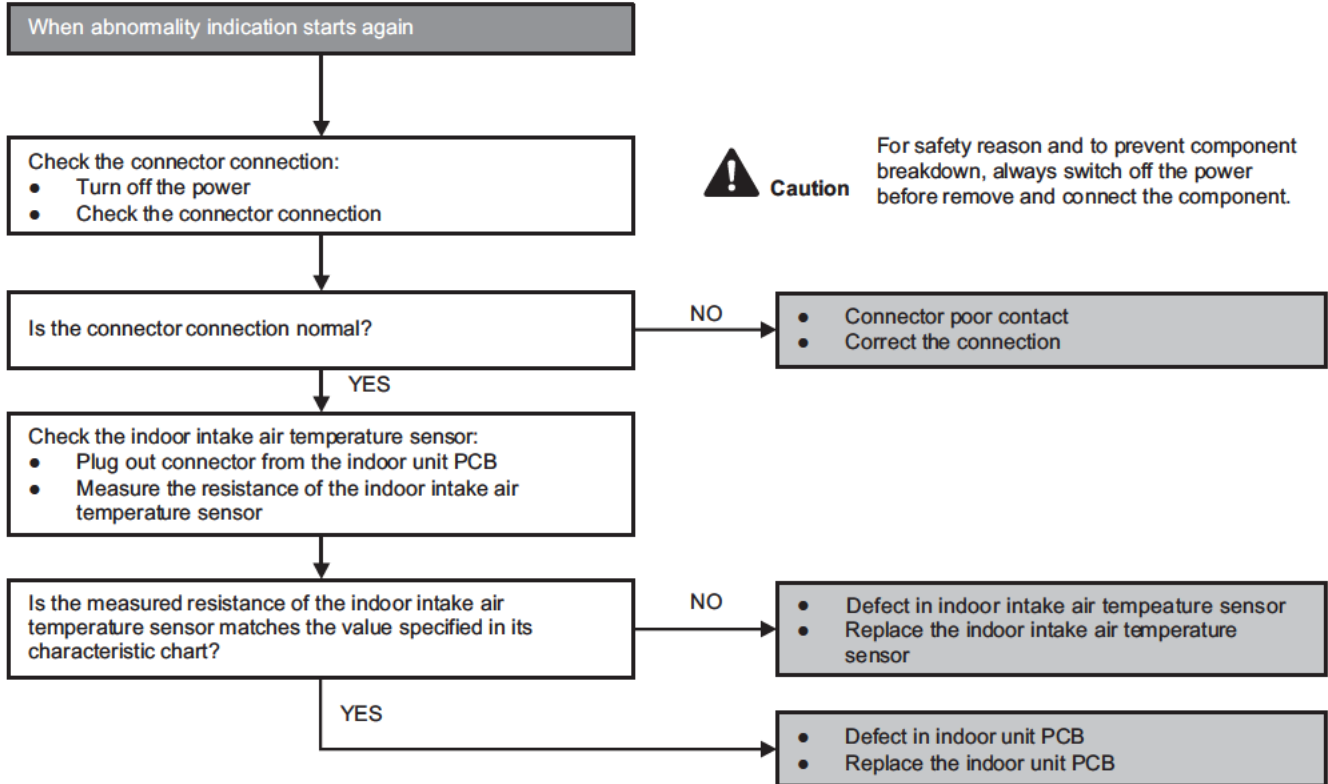 When abnormality indication starts again
Check the connector connection:
● Turn off the power
● Check the connector connection
Caution
For safety reason and to prevent component
breakdown, always switch off the power
before remove and connect the component.
Is the connector connection normal?
NO
● Connector poor contact
● Correct the connection
YES
Check the indoor intake air temperature sensor:
● Plug out connector from the indoor unit PCB
● Measure the resistance of the indoor intake air
temperature sensor
Is the measured resistance of the indoor intake air
temperature sensor matches the value specified in its
characteristic chart?
NO
● Defect in indoor intake air tempeature sensor
● Replace the indoor intake air temperature
sensor
YES
● Defect in indoor unit PCB
● Replace the indoor unit PCB